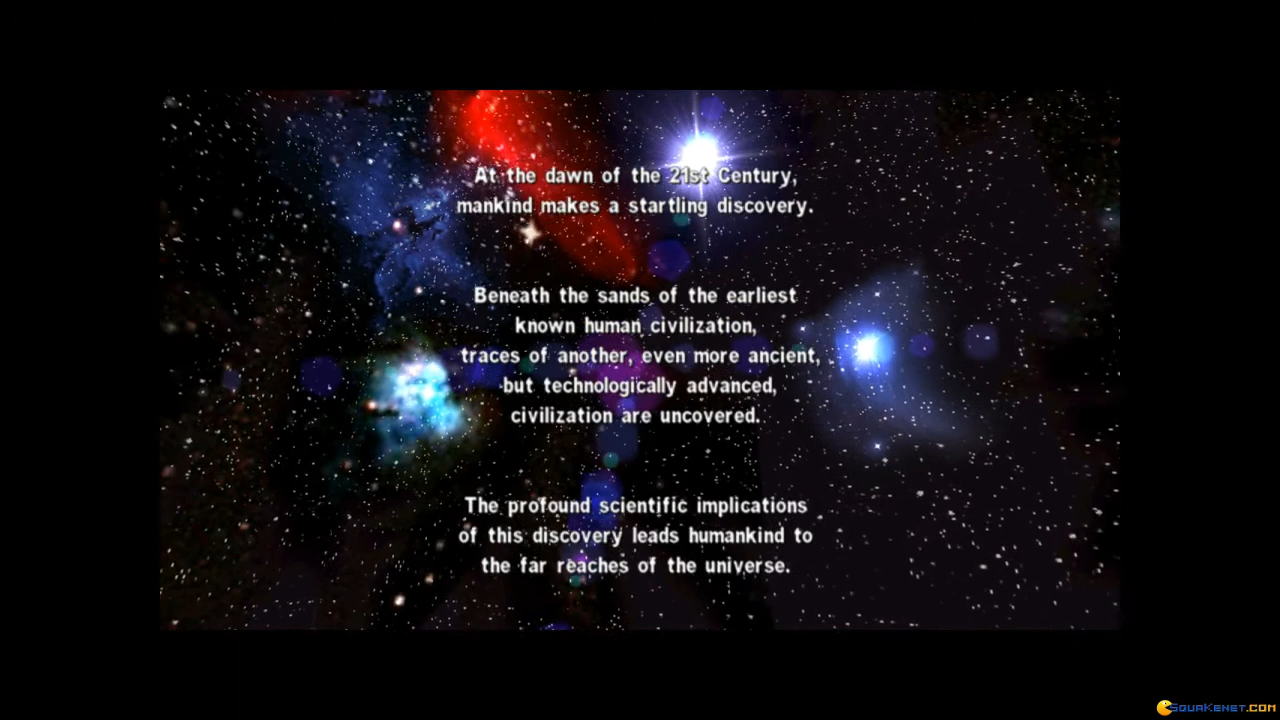 At the dawn of the 21st Century,
mankind makes a startling discovery.
Beneath the sands of the earliest
known human civilization,
traces of another, even more ancient,
but technologically advanced,
civilization are uncovered.
The profound scientific implications
of this discovery leads humankind to
the far reaches of the universe.
SquaKeNet.com